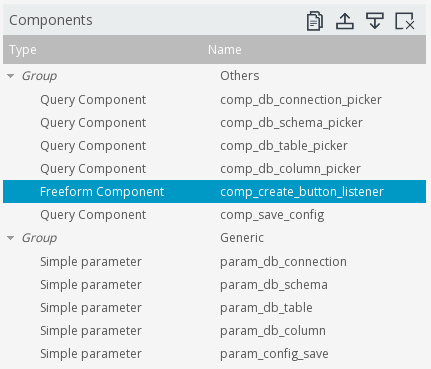 Components
Type Name
Group Others
Query Component comp_db_connection_picker
Query Component comp_db_schema_picker
Query Component comp_db_table_picker
Query Component comp_db_column_picker
Freeform Component comp_create_button_listener
Query Component comp_save_config
Group Generic
Simple parameter param_db_connection
Simple parameter param_db_schema
Simple parameter param_db_table
Simple parameter param_db_column
Simple parameter param_config_save